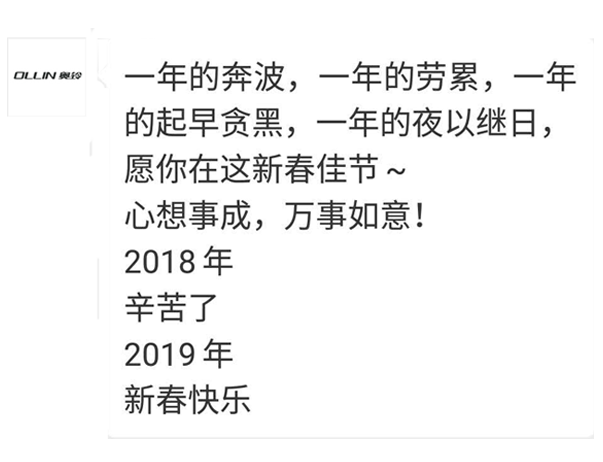 OLLIN 奥铃
一年的奔波，一年的劳累，一年
的起早贪黑，一年的夜以继日，
愿你在这新春佳节～
心想事成，万事如意！
2018 年
辛苦了
2019 年
新春快乐